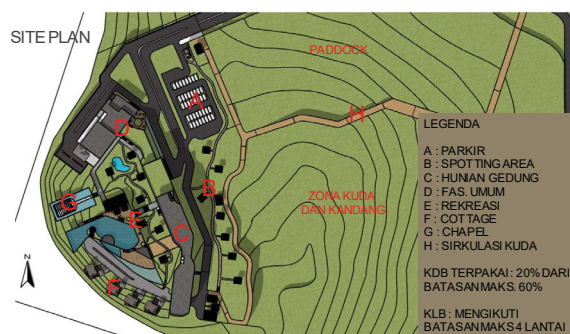 SITE PLAN
PADDOCK
A
H
D
B
ZONA KUDA
DAN KANDANG
G
E
C
F
N
LEGENDA
A : PARKIR
B : SPOTTING AREA
C : HUNIAN GEDUNG
D : FAS. UMUM
E : REKREASI
F : COTTAGE
G : CHAPEL
H : SIRKULASI KUDA
KDB TERPAKAI : 20% DARI
BATASAN MAKS. 60%
KLB : MENGIKUTI
BATASAN MAKS 4 LANTAI